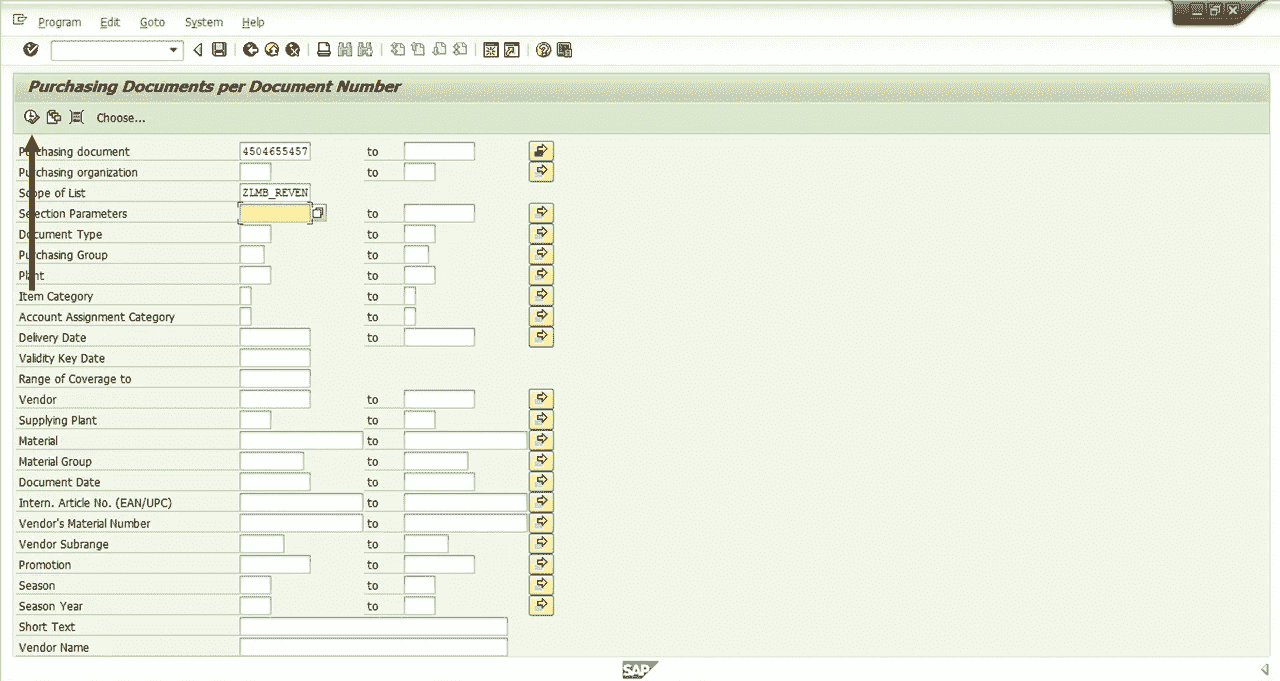 Program Edit Goto System Help
Purchasing Documents per Document Number
Choose...
Purchasing document 4504655457 to
Purchasing organization to
Scope of List ZLMB_REVEN
Selection Parameters to
Document Type to
Purchasing Group to
Plant to
Item Category to
Account Assignment Category to
Delivery Date to
Validity Key Date
Range of Coverage to
Vendor to
Supplying Plant to
Material to
Material Group to
Document Date to
Intern. Article No. (EAN/UPC) to
Vendor's Material Number to
Vendor Subrange to
Promotion to
Season to
Season Year to
Short Text
Vendor Name
SAP